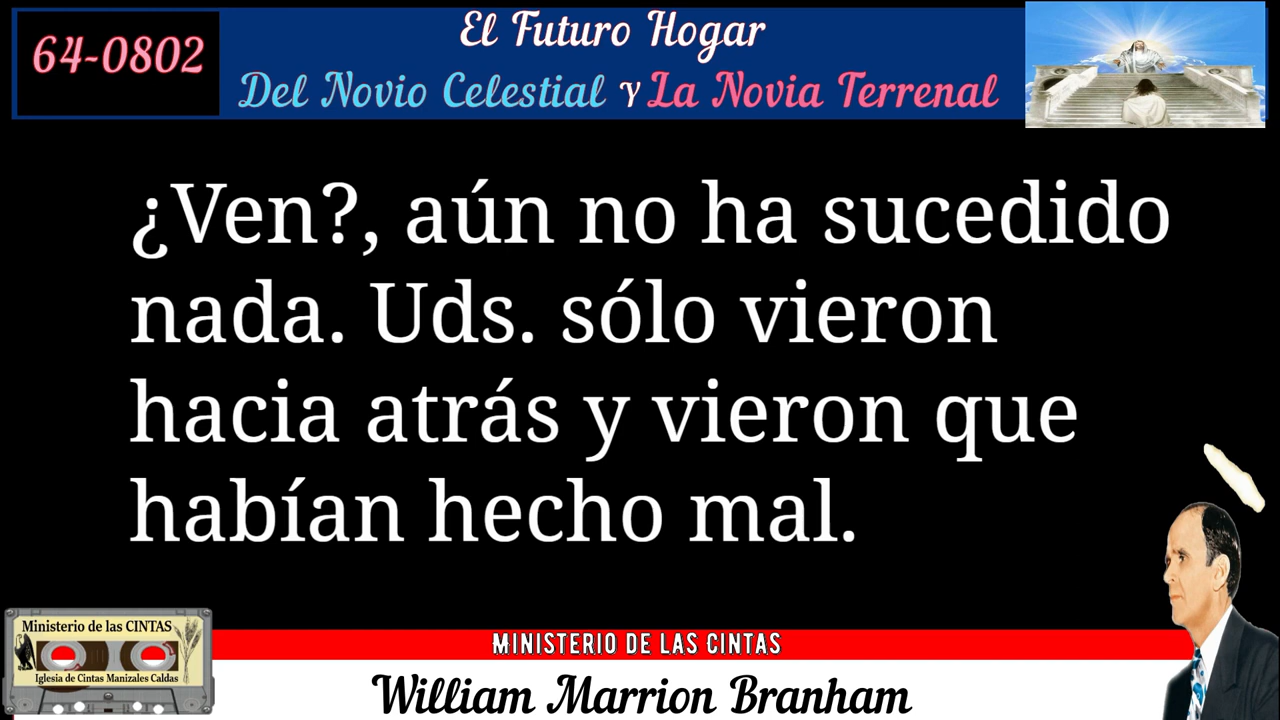 64-0802
El Futuro Hogar
Del Novio Celestial Y La Novia Terrenal
¿Ven?, aún no ha sucedido
nada. Uds. sólo vieron
hacia atrás y vieron que
habían hecho mal.
Ministerio de las CINTAS
Iglesia de Cintas Manizales Caldas
MINISTERIO DE LAS CINTAS
William Marrion Branham